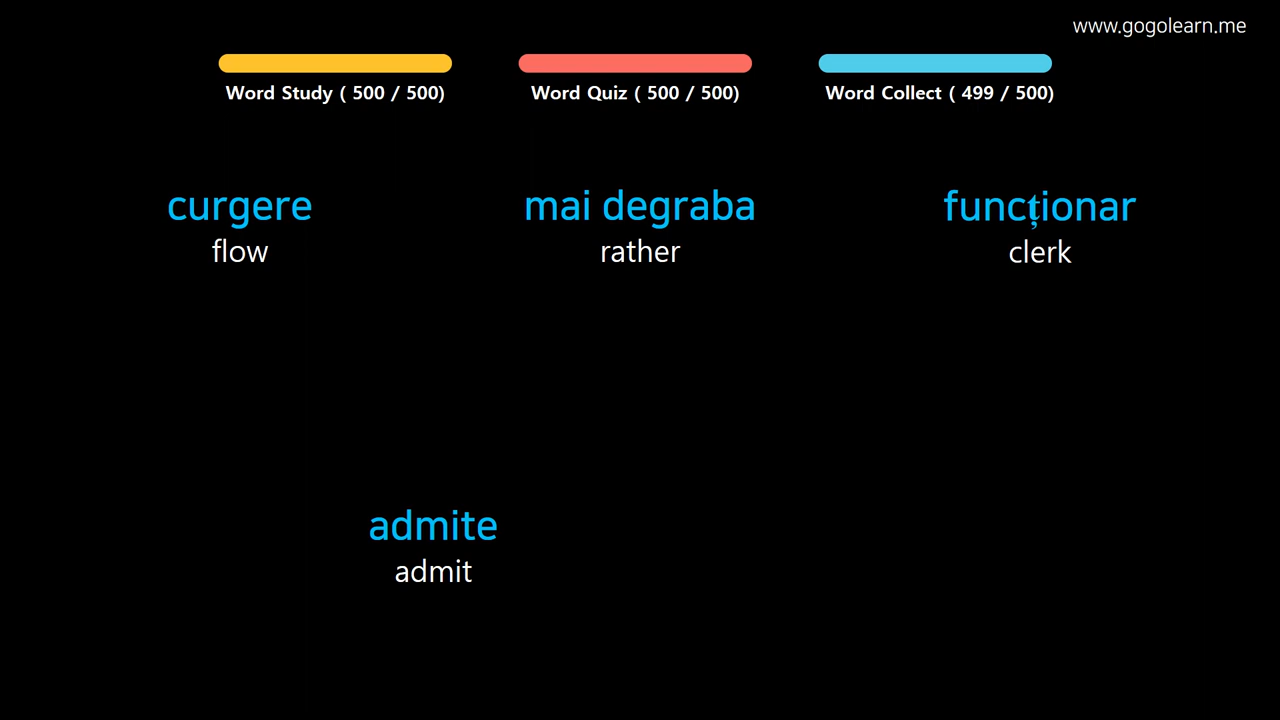 www.gogolearn.me
Word Study ( 500 / 500)
Word Quiz ( 500 / 500)
Word Collect ( 499 / 500)
curgere
flow
mai degraba
rather
funcționar
clerk
admite
admit